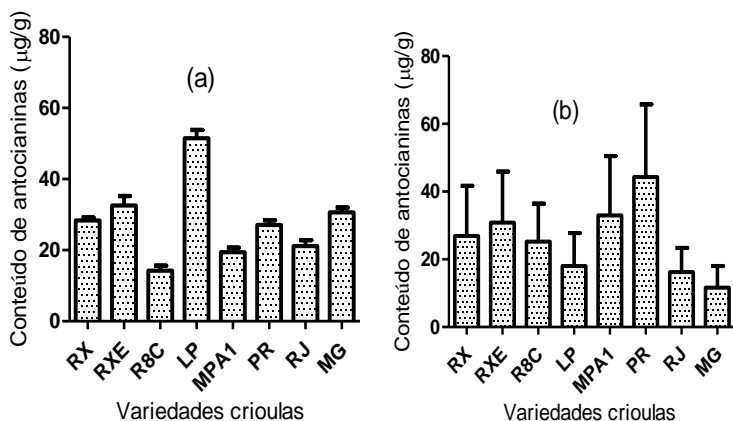 Conteúdo de antocianinas (μg/g)
80
60
40
20
0
(a)
RX RXE R8C LP MPA1 PR RJ MG
Variedades crioulas
Conteúdo de antocianinas (μg/g)
80
60
40
20
0
(b)
RX RXE R8C LP MPA1 PR RJ MG
Variedades crioulas